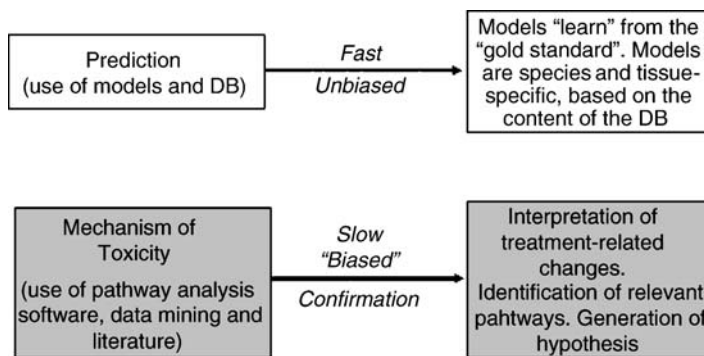 Prediction
(use of models and DB)
Fast
Unbiased
Models “learn” from the
“gold standard”. Models
are species and tissue-
specific, based on the
content of the DB
Mechanism of
Toxicity
(use of pathway analysis
software, data mining and
literature)
Slow
“Biased”
Confirmation
Interpretation of
treatment-related
changes.
Identification of relevant
pahtways. Generation of
hypothesis